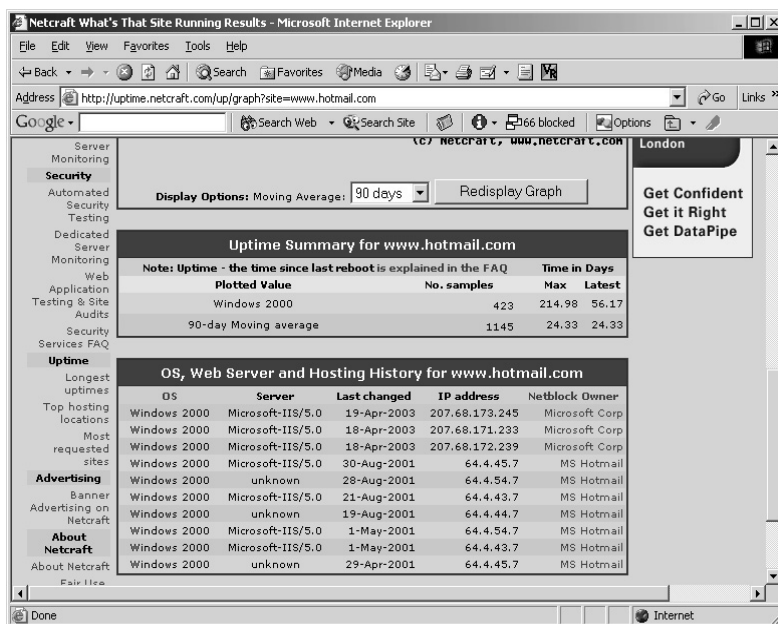 Netcraft What's That Site Running Results - Microsoft Internet Explorer
File Edit View Favorites Tools Help
Back Search Favorites Media
Address http://uptime.netcraft.com/up/graph?site=www.hotmail.com Go Links »
Google Search Web Search Site 66 blocked Options
Server
Monitoring
Security
Automated
Security
Testing
Dedicated
Server
Monitoring
Web
Application
Testing & Site
Audits
Security
Services FAQ
Uptime
Longest
uptimes
Top hosting
locations
Most
requested
sites
Advertising
Banner
Advertising on
Netcraft
About
Netcraft
About Netcraft
Fair Use
(c) Netcraft, www.netcraft.com
Display Options: Moving Average: 90 days Redisplay Graph
Uptime Summary for www.hotmail.com
Note: Uptime - the time since last reboot is explained in the FAQ Time in Days
Plotted Value No. samples Max Latest
Windows 2000 423 214.98 56.17
90-day Moving average 1145 24.33 24.33
OS, Web Server and Hosting History for www.hotmail.com
OS Server Last changed IP address Netblock Owner
Windows 2000 Microsoft-IIS/5.0 19-Apr-2003 207.68.173.245 Microsoft Corp
Windows 2000 Microsoft-IIS/5.0 18-Apr-2003 207.68.171.233 Microsoft Corp
Windows 2000 Microsoft-IIS/5.0 18-Apr-2003 207.68.172.239 Microsoft Corp
Windows 2000 Microsoft-IIS/5.0 30-Aug-2001 64.4.45.7 MS Hotmail
Windows 2000 unknown 28-Aug-2001 64.4.54.7 MS Hotmail
Windows 2000 Microsoft-IIS/5.0 21-Aug-2001 64.4.43.7 MS Hotmail
Windows 2000 unknown 19-Aug-2001 64.4.44.7 MS Hotmail
Windows 2000 Microsoft-IIS/5.0 1-May-2001 64.4.54.7 MS Hotmail
Windows 2000 Microsoft-IIS/5.0 1-May-2001 64.4.43.7 MS Hotmail
Windows 2000 unknown 29-Apr-2001 64.4.45.7 MS Hotmail
London
Get Confident
Get it Right
Get DataPipe
Done Internet